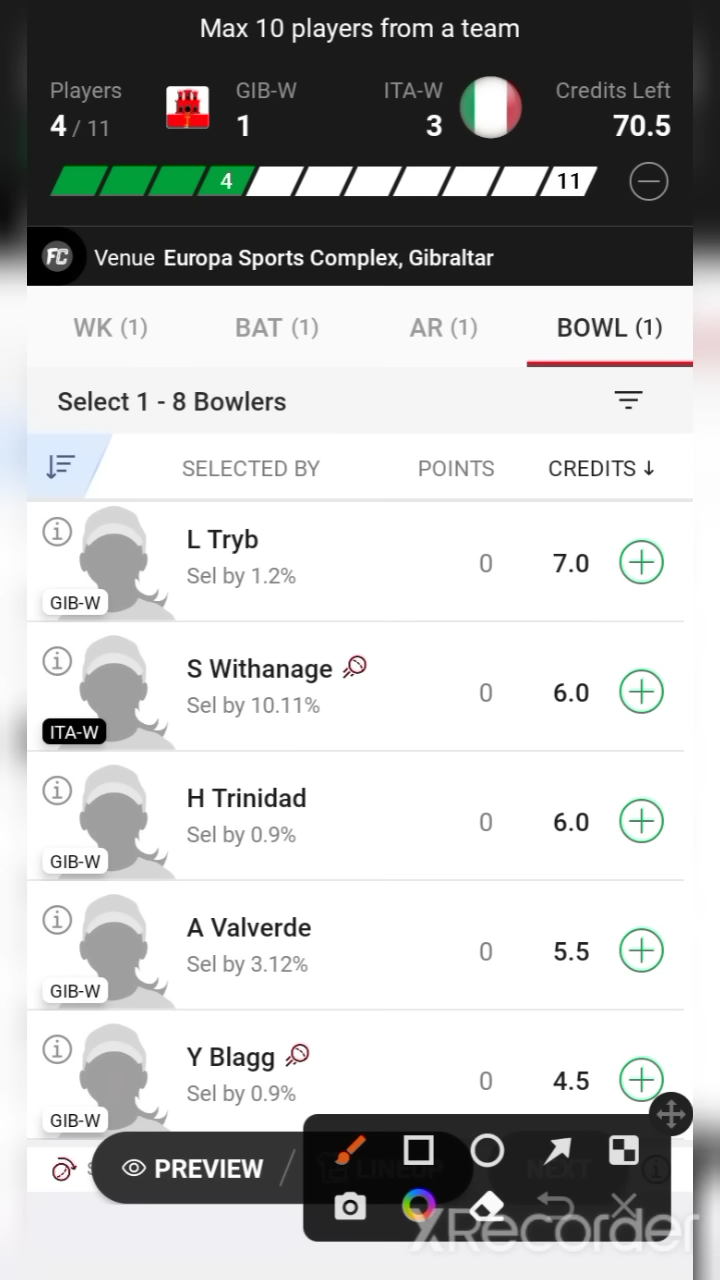 Max 10 players from a team
Players GIB-W ITA-W Credits Left
4 / 11 1 3 70.5
4 11
FC Venue Europa Sports Complex, Gibraltar
WK (1) BAT (1) AR (1) BOWL (1)
Select 1 - 8 Bowlers
SELECTED BY POINTS CREDITS ↓
L Tryb
Sel by 1.2%
0 7.0
GIB-W
S Withanage
Sel by 10.11%
0 6.0
ITA-W
H Trinidad
Sel by 0.9%
0 6.0
GIB-W
A Valverde
Sel by 3.12%
0 5.5
GIB-W
Y Blagg
Sel by 0.9%
0 4.5
GIB-W
PREVIEW / LINEUP NEXT
XRecorder